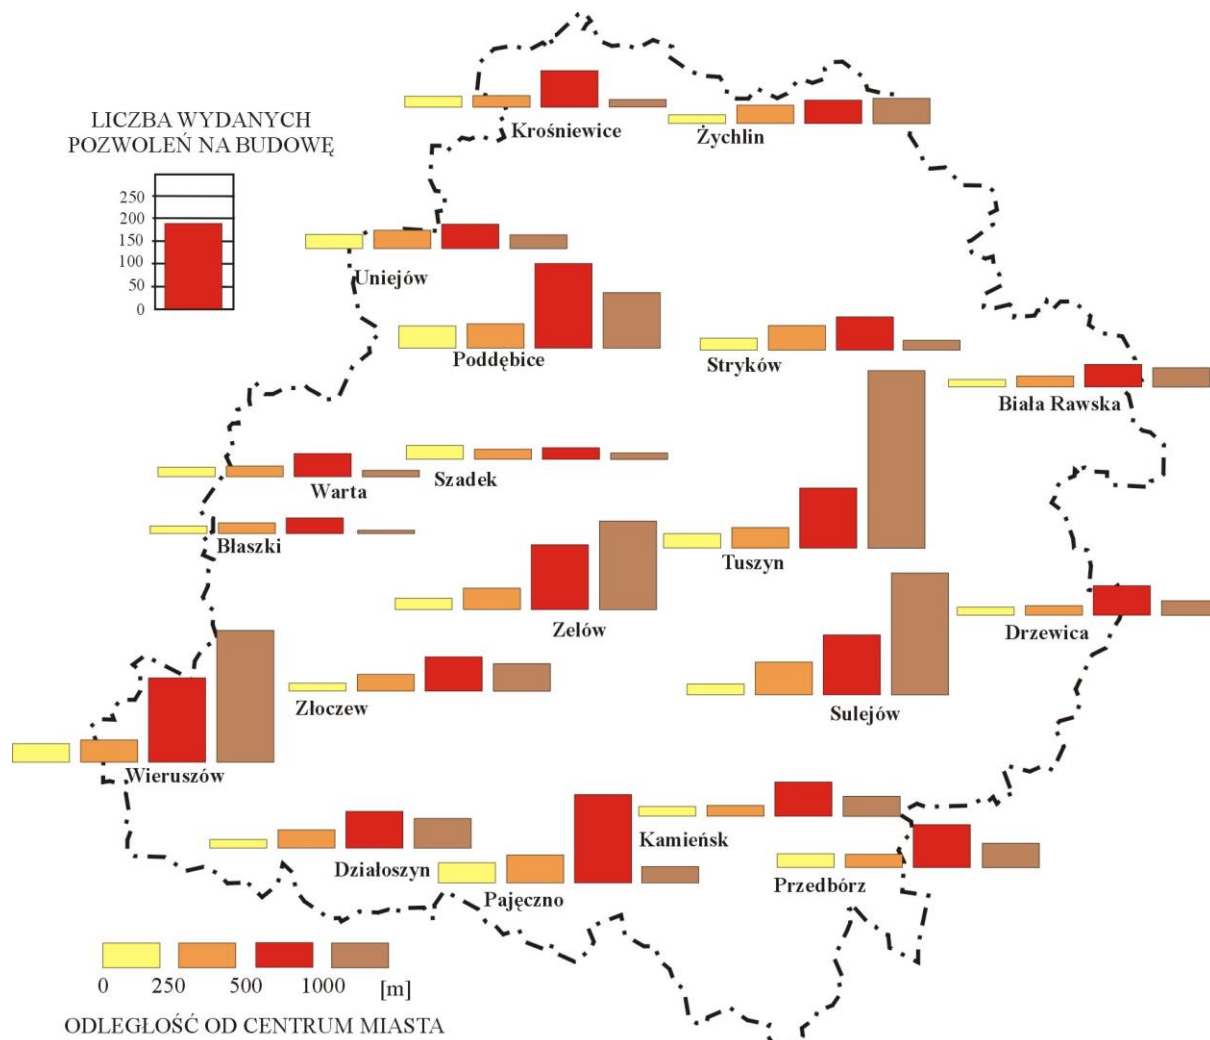 LICZBA WYDANYCH
POZWOLEŃ NA BUDOWĘ
250
200
150
100
50
0
Krośniewice
Żychlin
Uniejów
Poddębice
Stryków
Biała Rawska
Warta
Szadek
Błaszki
Tuszyn
Zelów
Drzewica
Złoczew
Sulejów
Wieruszów
Działoszyn
Kamieńsk
Pajęczno
Przedbórz
0 250 500 1000 [m]
ODLEGŁOŚĆ OD CENTRUM MIASTA